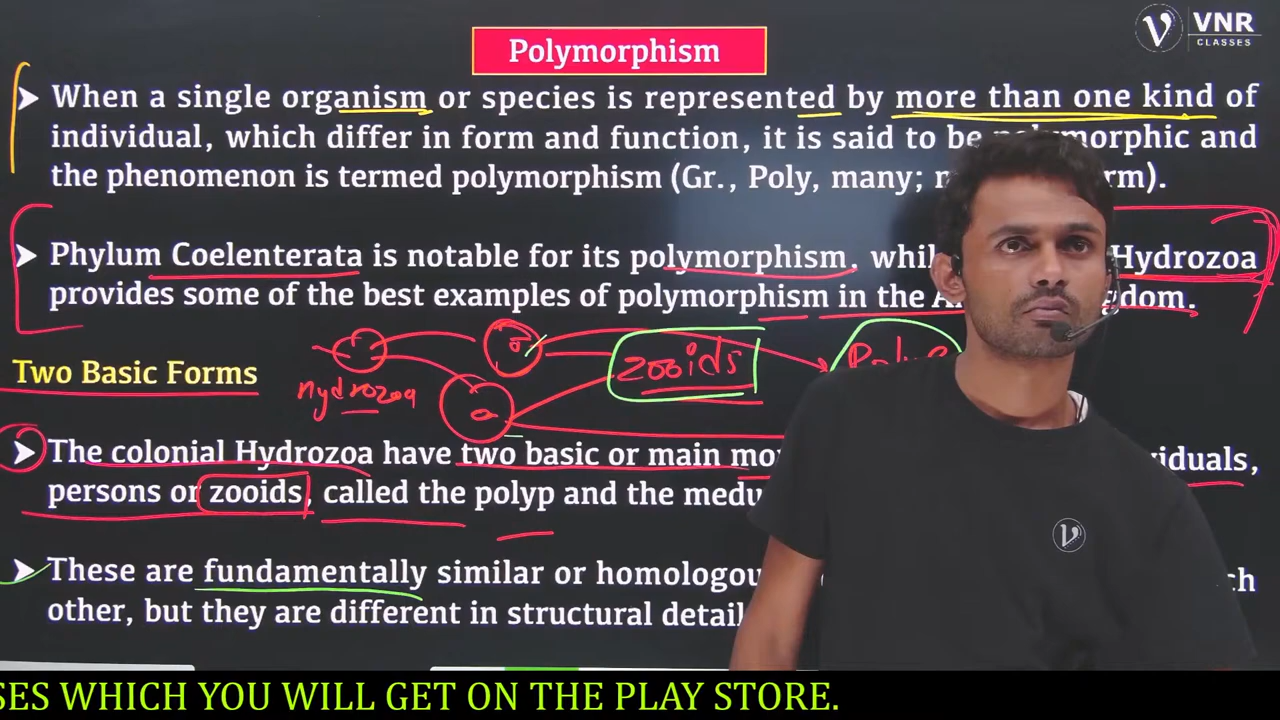 Polymorphism
VNR
CLASSES
When a single organism or species is represented by more than one kind of
individual, which differ in form and function, it is said to be polymorphic and
the phenomenon is termed polymorphism (Gr., Poly, many;
Phylum Coelenterata is notable for its polymorphism. Hydrozoa
provides some of the best examples of polymorphism in the
Two Basic Forms
Hydrozoa
zooids
The colonial Hydrozoa have two basic or main
persons or zooids, called the polyp and the
These are fundamentally similar or
other, but they are different in structural
WHICH YOU WILL GET ON THE PLAY STORE.